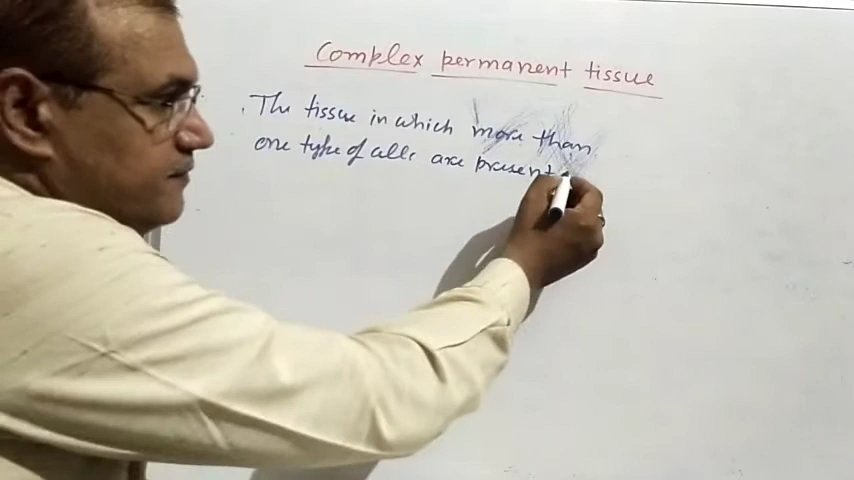 Complex permanent tissue
The tissue in which more than
one type of cells are present